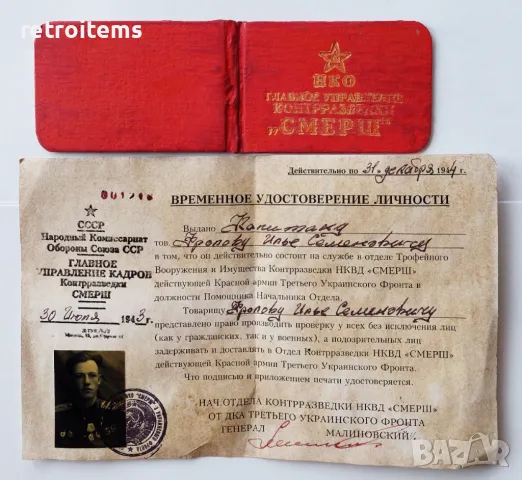 retroitems
НКО
ГЛАВНОЕ УПРАВЛЕНИЕ
КОНТРРАЗВЕДКИ
„СМЕРШ"
Действительно по 31 декабря 1944 г.
ВРЕМЕННОЕ УДОСТОВЕРЕНИЕ ЛИЧНОСТИ
СССР
Народный Комиссариат
Обороны Союза ССР
ГЛАВНОЕ
УПРАВЛЕНИЕ КАДРОВ
Контрразведки
СМЕРШ
30 Июля 1943г.
Выдано Капитану
тов. Фролову Илье Семеновичу
в том, что он действительно состоит на службе в отделе Трофейного
Вооружения и Имущества Контрразведки НКВД «СМЕРШ»
действующей Красной армии Третьего Украинского Фронта в
должности Помощника Начальника Отдела.
Товарищу Фролову Илье Семеновичу
представлено право производить проверку у всех без исключения лиц
(как у гражданских, так и у военных), а подозрительных лиц
задерживать и доставлять в Отдел Контрразведки НКВД «СМЕРШ»
действующей Красной армии Третьего Украинского Фронта.
Что подписью и приложением печати удостоверяется.
НАЧ.ОТДЕЛА КОНТРРАЗВЕДКИ НКВД «СМЕРШ»
ОТ ДКА ТРЕТЬЕГО УКРАИНСКОГО ФРОНТА
ГЕНЕРАЛ МАЛИНОВСКИЙ
BAZAR
bg